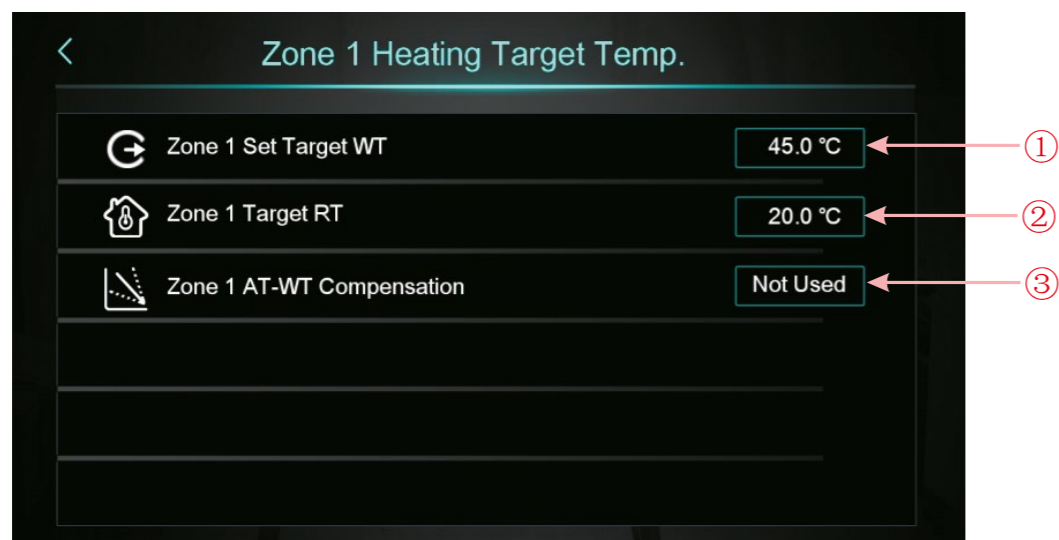 Zone 1 Heating Target Temp.
Zone 1 Set Target WT 45.0 ℃ ①
Zone 1 Target RT 20.0 ℃ ②
Zone 1 AT-WT Compensation Not Used ③